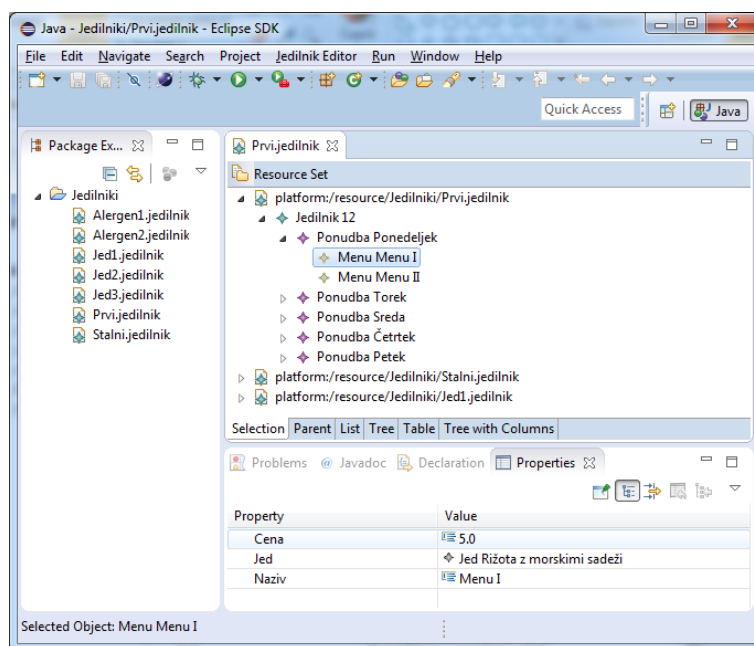 Java - Jedilniki/Prvi.jedilnik - Eclipse SDK
File Edit Navigate Search Project Jedilnik Editor Run Window Help
Quick Access
Java
Package Ex...
Jedilniki
Alergen1.jedilnik
Alergen2.jedilnik
Jed1.jedilnik
Jed2.jedilnik
Jed3.jedilnik
Prvi.jedilnik
Stalni.jedilnik
Prvi.jedilnik
Resource Set
platform:/resource/Jedilniki/Prvi.jedilnik
Jedilnik 12
Ponudba Ponedeljek
Menu Menu I
Menu Menu II
Ponudba Torek
Ponudba Sreda
Ponudba Četrtek
Ponudba Petek
platform:/resource/Jedilniki/Stalni.jedilnik
platform:/resource/Jedilniki/Jed1.jedilnik
Selection Parent List Tree Table Tree with Columns
Problems @ Javadoc Declaration Properties
Property Value
Cena 5.0
Jed Jed Rižota z morskimi sadeži
Naziv Menu I
Selected Object: Menu Menu I